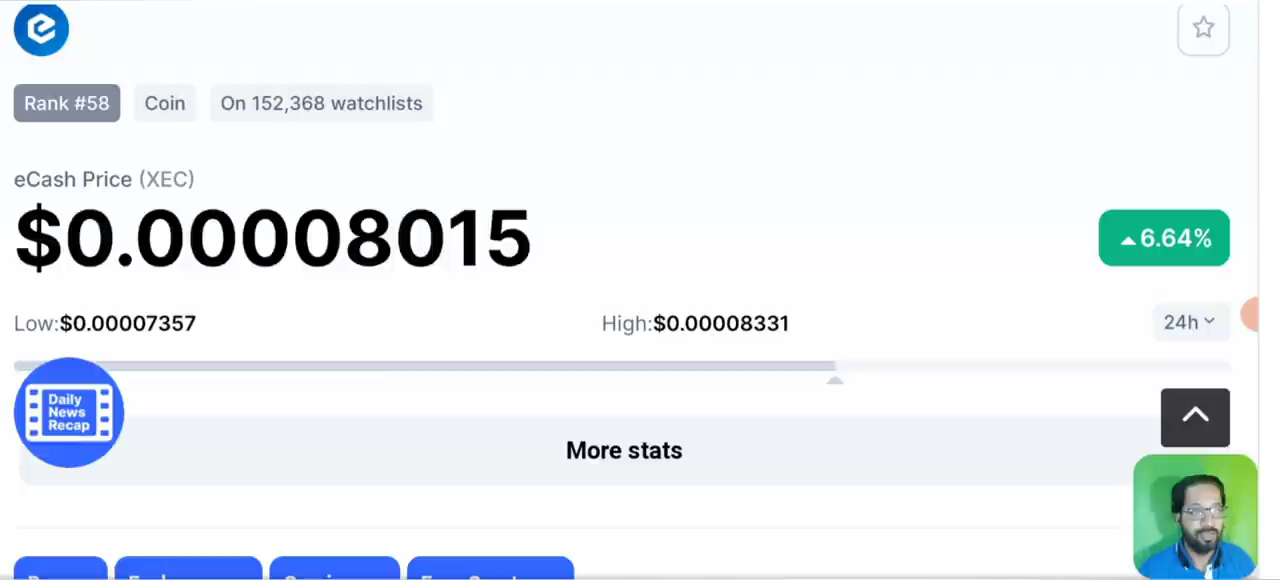 Rank #58 Coin On 152,368 watchlists
eCash Price (XEC)
$0.00008015
6.64%
Low:$0.00007357 High:$0.00008331 24h
Daily
News
Recap
More stats